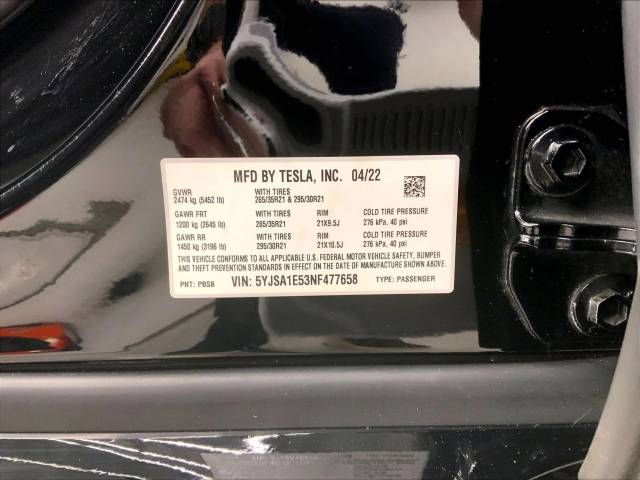 MFD BY TESLA, INC. 04/22
GVWR WITH TIRES
2474 kg (5452 lb) 265/35R21 & 295/30R21
GAWR FRT WITH TIRES RIM COLD TIRE PRESSURE
1200 kg (2645 lb) 265/35R21 21X9.5J 276 kPa, 40 psi
GAWR RR WITH TIRES RIM COLD TIRE PRESSURE
1450 kg (3196 lb) 295/30R21 21X10.5J 276 kPa, 40 psi
THIS VEHICLE CONFORMS TO ALL APPLICABLE U.S. FEDERAL MOTOR VEHICLE SAFETY, BUMPER
AND THEFT PREVENTION STANDARDS IN EFFECT ON THE DATE OF MANUFACTURE SHOWN ABOVE.
PNT: PBSB VIN: 5YJSA1E53NF477658 TYPE: PASSENGER